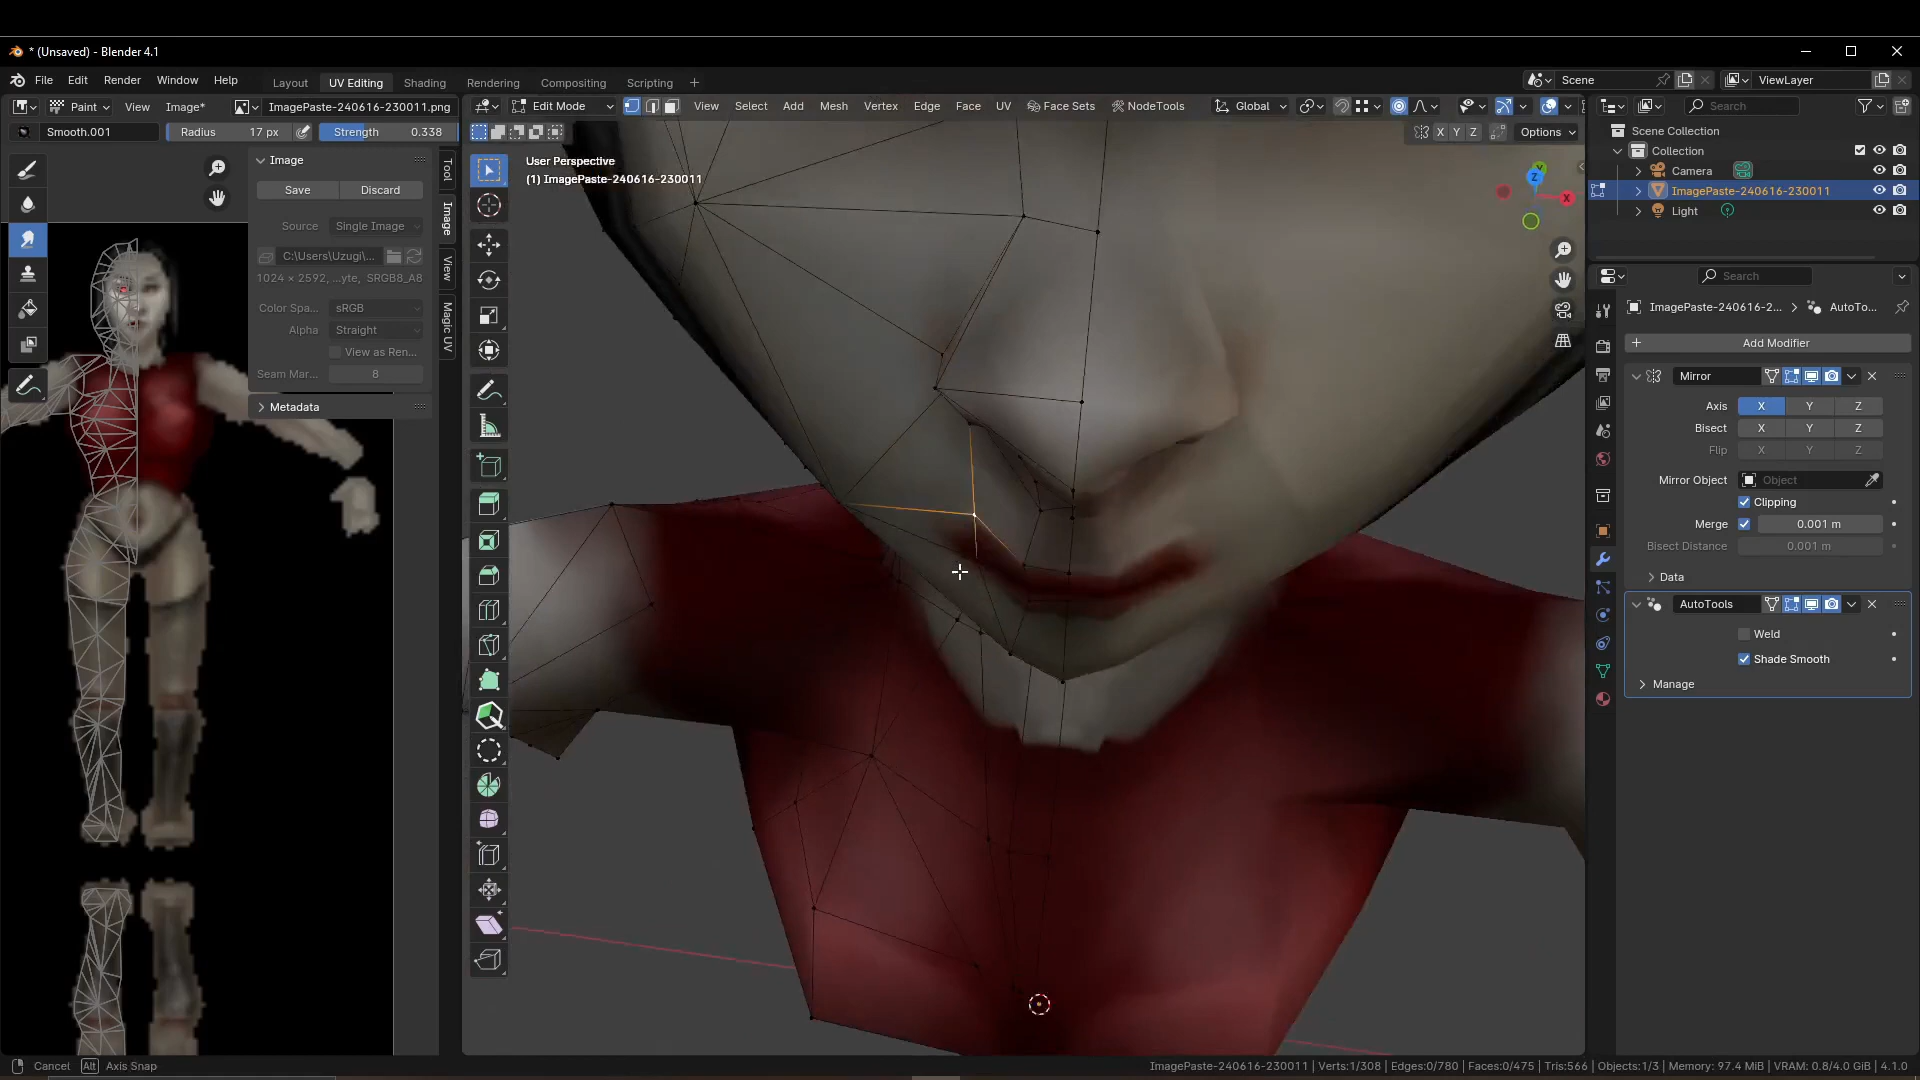 * (Unsaved) - Blender 4.1
File Edit Render Window Help
Layout UV Editing Shading Rendering Compositing Scripting +
Scene
ViewLayer
Paint View Image* ImagePaste-240616-230011.png
Edit Mode View Select Add Mesh Vertex Edge Face UV Face Sets NodeTools Global
Search
Smooth.001 Radius 17 px Strength 0.338
X Y Z Options
Image
Save Discard
Source Single Image
C:\Users\Uzugi\...
1024 × 2592, ...yte, SRGB8_A8
Color Spa... sRGB
Alpha Straight
View as Ren...
Seam Mar... 8
Metadata
Tool
Image
View
Magic UV
User Perspective
(1) ImagePaste-240616-230011
Z
X
Y
Scene Collection
Collection
Camera
ImagePaste-240616-230011
Light
Search
ImagePaste-240616-2... > AutoTo...
Add Modifier
Mirror
Axis X Y Z
Bisect X Y Z
Flip X Y Z
Mirror Object Object
Clipping
Merge 0.001 m
Bisect Distance 0.001 m
Data
AutoTools
Weld
Shade Smooth
Manage
Cancel Alt Axis Snap
ImagePaste-240616-230011 | Verts:1/308 | Edges:0/780 | Faces:0/475 | Tris:566 | Objects:1/3 | Memory: 97.4 MiB | VRAM: 0.8/4.0 GiB | 4.1.0